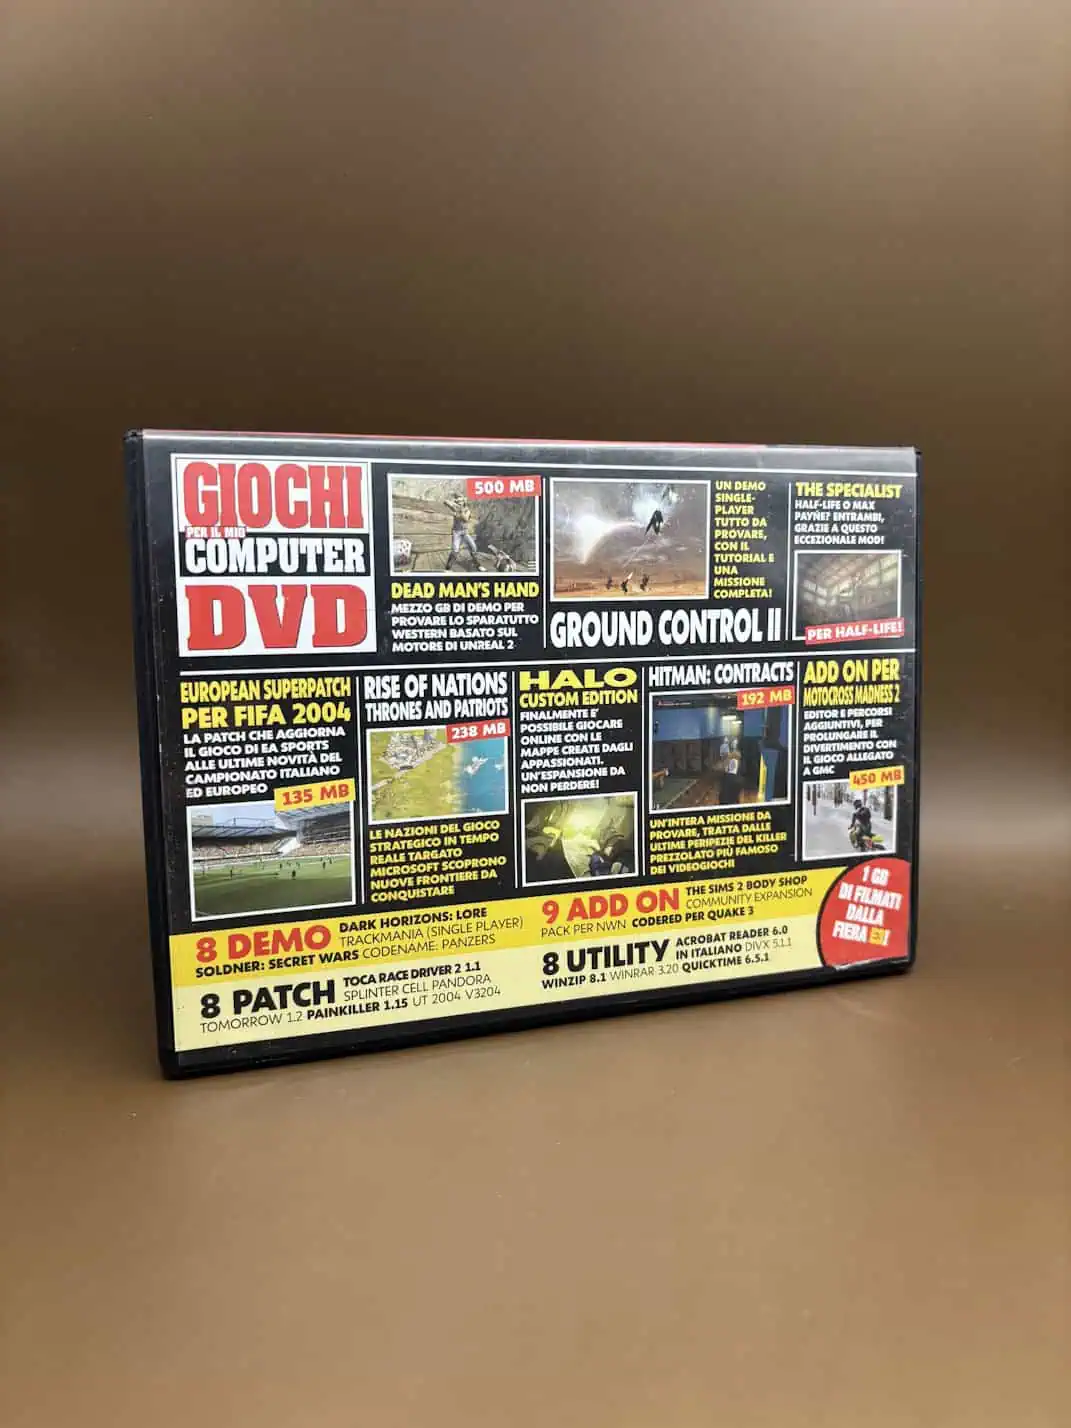 GIOCHI
PER IL MIO
COMPUTER
DVD
500 MB
DEAD MAN'S HAND
MEZZO GB DI DEMO PER
PROVARE LO SPARATUTTO
WESTERN BASATO SUL
MOTORE DI UNREAL 2
UN DEMO
SINGLE-
PLAYER
TUTTO DA
PROVARE,
CON IL
TUTORIAL E
UNA
MISSIONE
COMPLETA!
GROUND CONTROL II
THE SPECIALIST
HALF-LIFE O MAX
PAYNE? ENTRAMBI,
GRAZIE A QUESTO
ECCEZIONALE MOD!
PER HALF-LIFE!
EUROPEAN SUPERPATCH
PER FIFA 2004
LA PATCH CHE AGGIORNA
IL GIOCO DI EA SPORTS
ALLE ULTIME NOVITÀ DEL
CAMPIONATO ITALIANO
ED EUROPEO
135 MB
RISE OF NATIONS
THRONES AND PATRIOTS
238 MB
LE NAZIONI DEL GIOCO
STRATEGICO IN TEMPO
REALE TARGATO
MICROSOFT SCOPRONO
NUOVE FRONTIERE DA
CONQUISTARE
HALO
CUSTOM EDITION
FINALMENTE E'
POSSIBILE GIOCARE
ONLINE CON LE
MAPPE CREATE DAGLI
APPASSIONATI.
UN'ESPANSIONE DA
NON PERDERE!
HITMAN: CONTRACTS
192 MB
UN'INTERA MISSIONE DA
PROVARE, TRATTA DALLE
ULTIME PERIPEZIE DEL KILLER
PREZZOLATO PIÙ FAMOSO
DEI VIDEOGIOCHI
ADD ON PER
MOTOCROSS MADNESS 2
EDITOR E PERCORSI
AGGIUNTIVI, PER
PROLUNGARE IL
DIVERTIMENTO CON
IL GIOCO ALLEGATO
A GMC
450 MB
8 DEMO DARK HORIZONS: LORE
TRACKMANIA (SINGLE PLAYER)
SOLDNER: SECRET WARS CODENAME: PANZERS
9 ADD ON THE SIMS 2 BODY SHOP
COMMUNITY EXPANSION
PACK PER NWN CODERED PER QUAKE 3
8 PATCH TOCA RACE DRIVER 2 1.1
SPLINTER CELL PANDORA
TOMORROW 1.2 PAINKILLER 1.15 UT 2004 V3204
8 UTILITY ACROBAT READER 6.0
IN ITALIANO DIVX 5.1.1
WINZIP 8.1 WINRAR 3.20 QUICKTIME 6.5.1
1 GB
DI FILMATI
DALLA
FIERA E3!